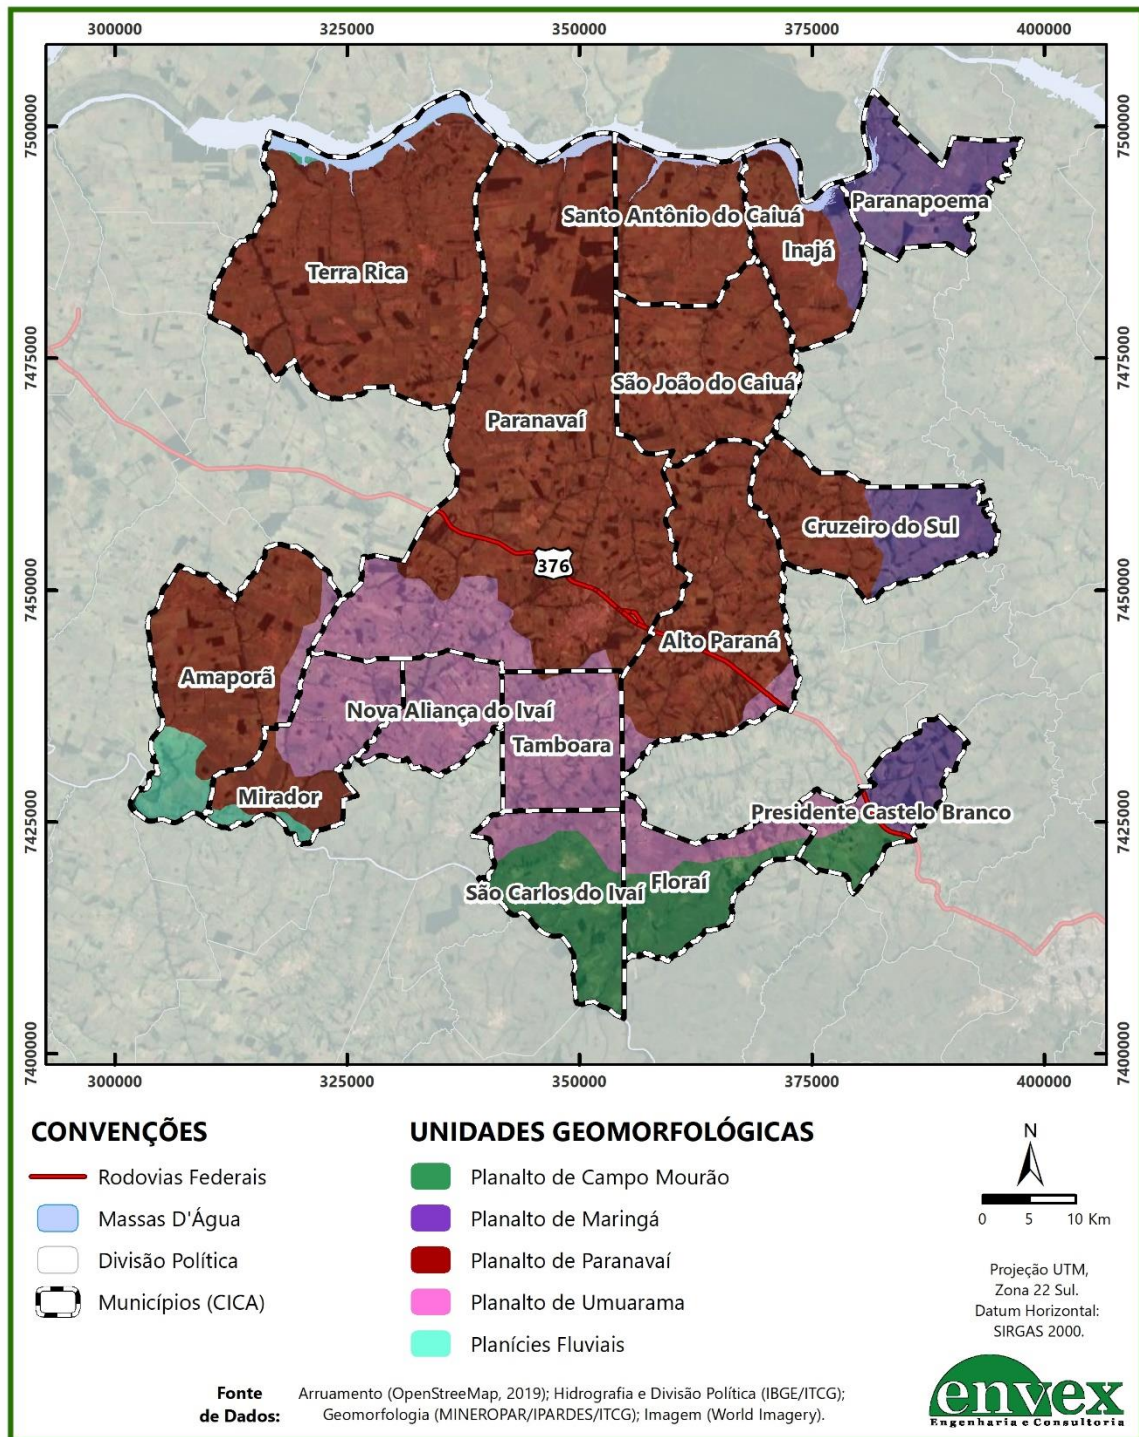 300000 325000 350000 375000 400000
7500000 7500000
Paranapoema
Santo Antônio do Caiuá
Inajá
Terra Rica
7475000 7475000
São João do Caiuá
Paranavaí
Cruzeiro do Sul
376
7450000 7450000
Alto Paraná
Amaporã
Nova Aliança do Ivaí
Tamboara
Mirador
Presidente Castelo Branco
7425000 7425000
Floraí
São Carlos do Ivaí
7400000 7400000
300000 325000 350000 375000 400000
CONVENÇÕES
Rodovias Federais
Massas D'Água
Divisão Política
Municípios (CICA)
UNIDADES GEOMORFOLÓGICAS
Planalto de Campo Mourão
Planalto de Maringá
Planalto de Paranavaí
Planalto de Umuarama
Planícies Fluviais
N
0 5 10 Km
Projeção UTM,
Zona 22 Sul.
Datum Horizontal:
SIRGAS 2000.
Fonte
de Dados:
Arruamento (OpenStreeMap, 2019); Hidrografia e Divisão Política (IBGE/ITCG);
Geomorfologia (MINEROPAR/IPARDES/ITCG); Imagem (World Imagery).
envex
Engenharia e Consultoria